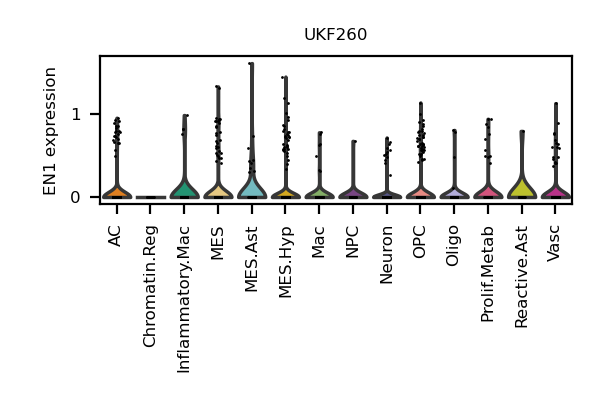 UKF260
EN1 expression
1
0
AC
Chromatin.Reg
Inflammatory.Mac
MES
MES.Ast
MES.Hyp
Mac
NPC
Neuron
OPC
Oligo
Prolif.Metab
Reactive.Ast
Vasc